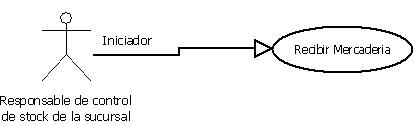 Iniciador
Recibir Mercaderia
Responsable de control
de stock de la sucursal